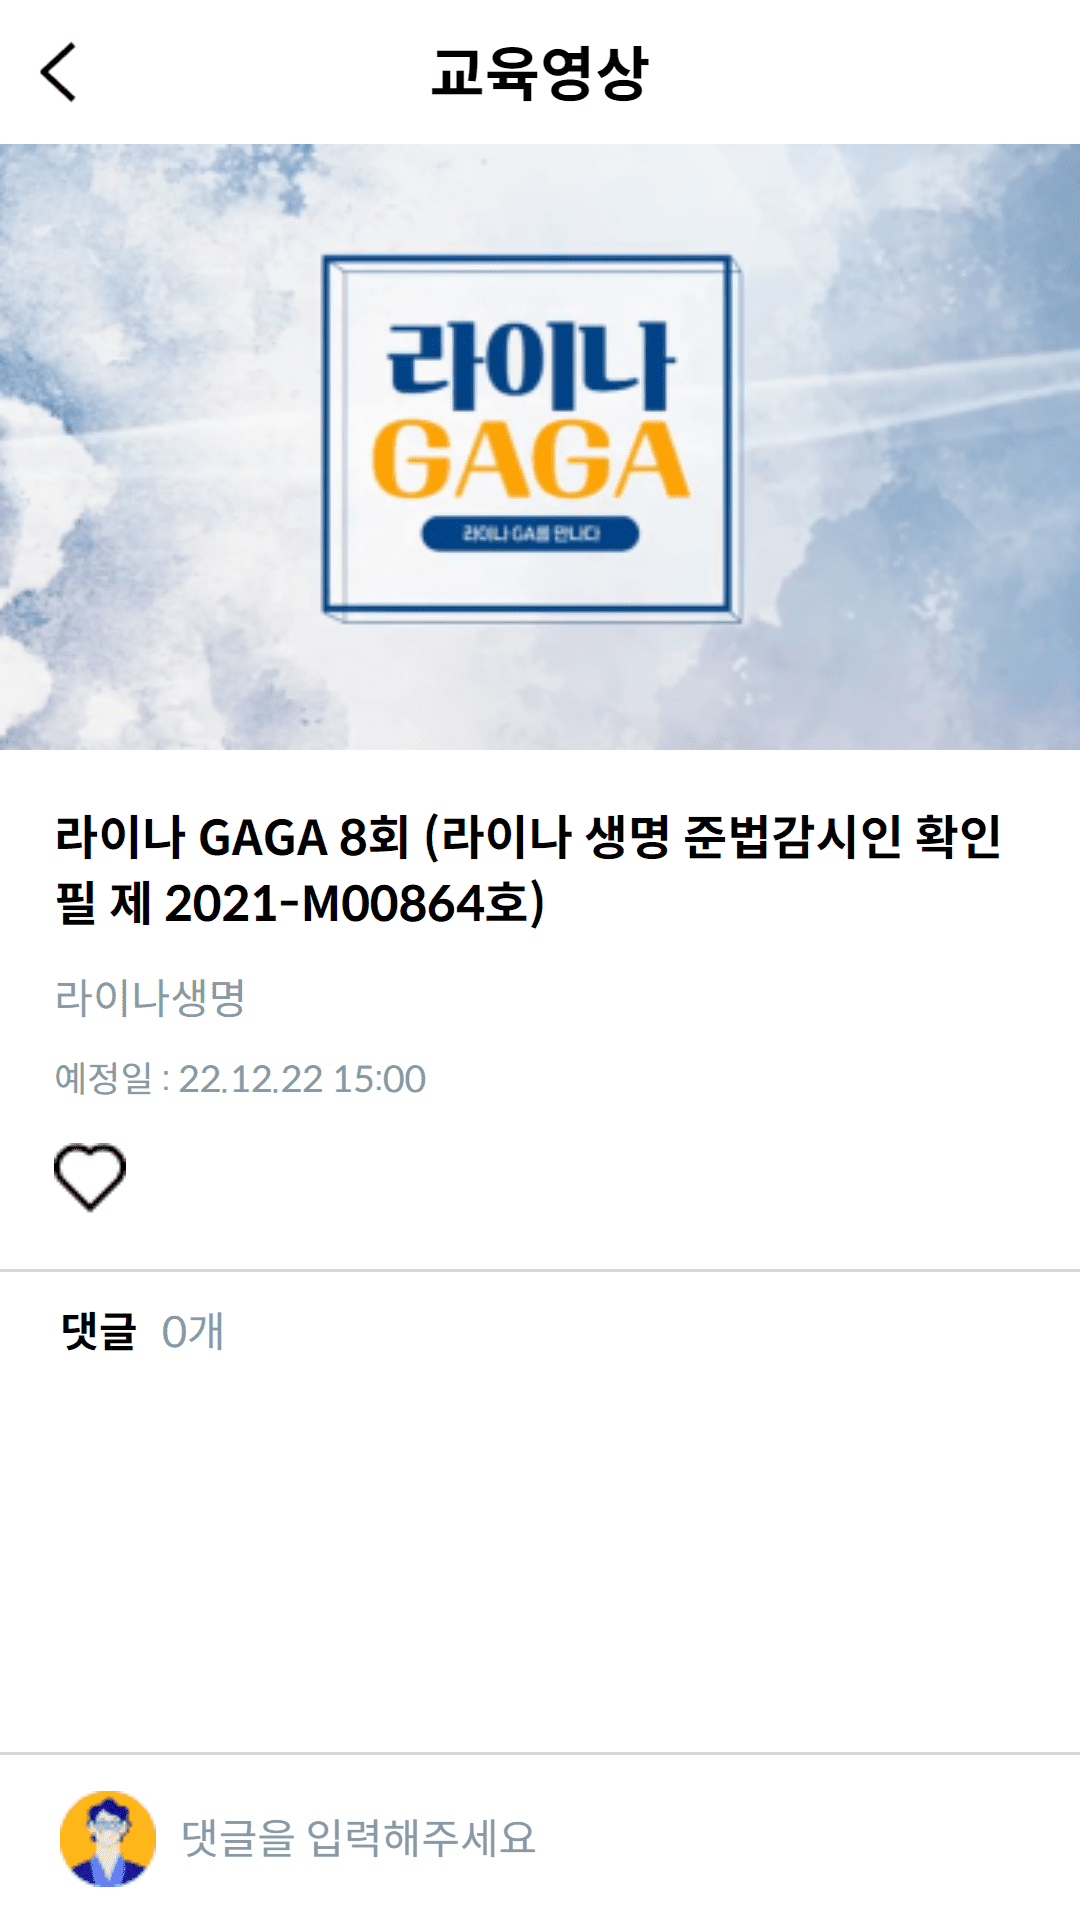 교육영상
라이나
GAGA
라이나 GA를 만나다
라이나 GAGA 8회 (라이나 생명 준법감시인 확인
필 제 2021-M00864호)
라이나생명
예정일 : 22.12.22 15:00
댓글 0개
댓글을 입력해주세요